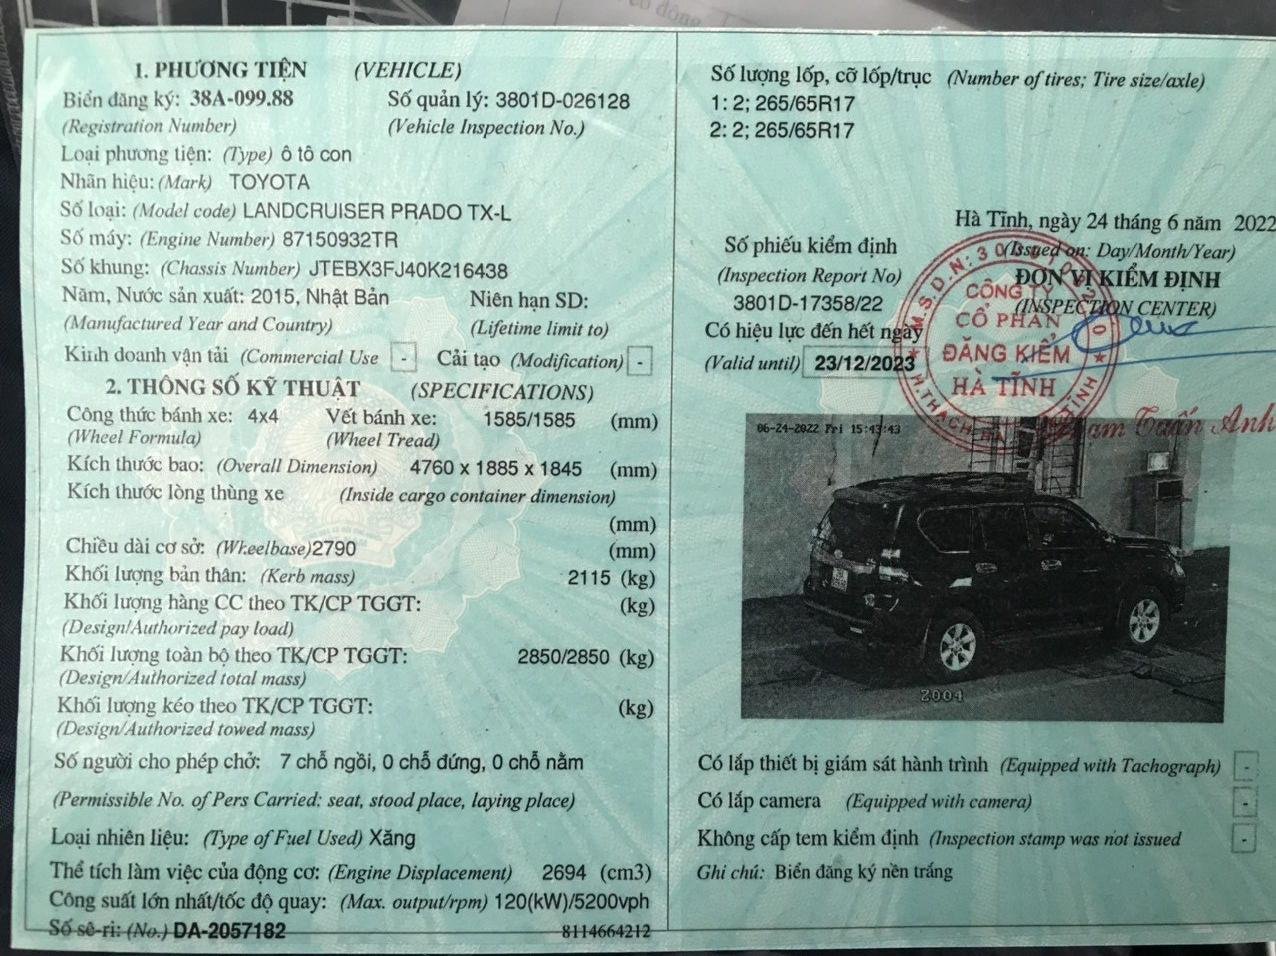 1. PHƯƠNG TIỆN (VEHICLE)
Biển đăng ký: 38A-099.88 Số quản lý: 3801D-026128
(Registration Number) (Vehicle Inspection No.)
Loại phương tiện: (Type) ô tô con
Nhãn hiệu: (Mark) TOYOTA
Số loại: (Model code) LANDCRUISER PRADO TX-L
Số máy: (Engine Number) 87150932TR
Số khung: (Chassis Number) JTEBX3FJ40K216438
Năm, Nước sản xuất: 2015, Nhật Bản Niên hạn SD:
(Manufactured Year and Country) (Lifetime limit to)
Kinh doanh vận tải (Commercial Use - Cải tạo (Modification) -
2. THÔNG SỐ KỸ THUẬT (SPECIFICATIONS)
Công thức bánh xe: 4x4 Vết bánh xe: 1585/1585 (mm)
(Wheel Formula) (Wheel Tread)
Kích thước bao: (Overall Dimension) 4760 x 1885 x 1845 (mm)
Kích thước lòng thùng xe (Inside cargo container dimension)
(mm)
Chiều dài cơ sở: (Wheelbase) 2790 (mm)
Khối lượng bản thân: (Kerb mass) 2115 (kg)
Khối lượng hàng CC theo TK/CP TGGT: (kg)
(Design/Authorized pay load)
Khối lượng toàn bộ theo TK/CP TGGT: 2850/2850 (kg)
(Design/Authorized total mass)
Khối lượng kéo theo TK/CP TGGT: (kg)
(Design/Authorized towed mass)
Số người cho phép chở: 7 chỗ ngồi, 0 chỗ đứng, 0 chỗ nằm
(Permissible No. of Pers Carried: seat, stood place, laying place)
Loại nhiên liệu: (Type of Fuel Used) Xăng
Thể tích làm việc của động cơ: (Engine Displacement) 2694 (cm3)
Công suất lớn nhất/tốc độ quay: (Max. output/rpm) 120(kW)/5200vph
Số sê-ri: (No.) DA-2057182 8114664212
Số lượng lốp, cỡ lốp/trục (Number of tires; Tire size/axle)
1: 2; 265/65R17
2: 2; 265/65R17
Hà Tĩnh, ngày 24 tháng 6 năm 2022
(Issued on: Day/Month/Year)
Số phiếu kiểm định
(Inspection Report No)
3801D-17358/22
ĐƠN VỊ KIỂM ĐỊNH
(INSPECTION CENTER)
Có hiệu lực đến hết ngày
(Valid until) 23/12/2023
CÔNG TY
CỔ PHẦN
ĐĂNG KIỂM
HÀ TĨNH
Tuấn Anh
06-24-2022 Fri 15:43:43
2004
Có lắp thiết bị giám sát hành trình (Equipped with Tachograph) -
Có lắp camera (Equipped with camera) -
Không cấp tem kiểm định (Inspection stamp was not issued -
Ghi chú: Biển đăng ký nền trắng